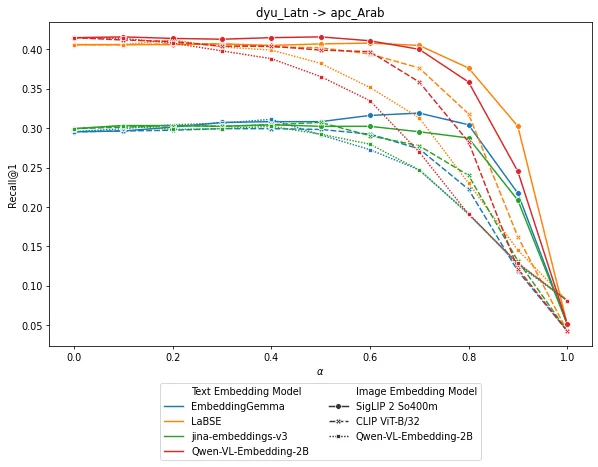 dyu_Latn -> apc_Arab
Recall@1
0.40
0.35
0.30
0.25
0.20
0.15
0.10
0.05
0.0 0.2 0.4 0.6 0.8 1.0
α
Text Embedding Model Image Embedding Model
EmbeddingGemma SigLIP 2 So400m
LaBSE CLIP ViT-B/32
jina-embeddings-v3 Qwen-VL-Embedding-2B
Qwen-VL-Embedding-2B